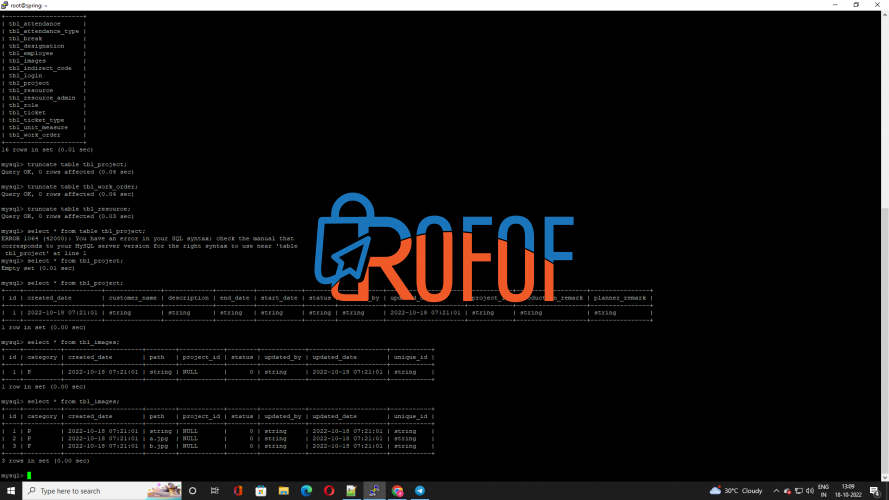 root@spring: ~
| tbl_attendance |
| tbl_attendance_type |
| tbl_break |
| tbl_designation |
| tbl_employee |
| tbl_images |
| tbl_indirect_code |
| tbl_login |
| tbl_project |
| tbl_resource |
| tbl_resource_admin |
| tbl_role |
| tbl_ticket |
| tbl_ticket_type |
| tbl_unit_measure |
| tbl_work_order |
16 rows in set (0.01 sec)
mysql> truncate table tbl_project;
Query OK, 0 rows affected (0.04 sec)
mysql> truncate table tbl_work_order;
Query OK, 0 rows affected (0.04 sec)
mysql> truncate table tbl_resource;
Query OK, 0 rows affected (0.03 sec)
mysql> select * from table tbl_project;
ERROR 1064 (42000): You have an error in your SQL syntax; check the manual that
corresponds to your MySQL server version for the right syntax to use near 'table
tbl_project' at line 1
mysql> select * from tbl_project;
Empty set (0.01 sec)
ROFOF
mysql> select * from tbl_project;
| id | created_date | customer_name | description | end_date | start_date | status | planner_remark |
| 1 | 2022-10-18 07:21:01 | string | string | string | string | string | string | 2022-10-18 07:21:01 | string | string | string |
1 row in set (0.00 sec)
mysql> select * from tbl_images;
| id | category | created_date | path | project_id | status | updated_by | updated_date | unique_id |
| 1 | P | 2022-10-18 07:21:01 | string | NULL | 0 | string | 2022-10-18 07:21:01 | string |
1 row in set (0.00 sec)
mysql> select * from tbl_images;
| id | category | created_date | path | project_id | status | updated_by | updated_date | unique_id |
| 1 | P | 2022-10-18 07:21:01 | string | NULL | 0 | string | 2022-10-18 07:21:01 | string |
| 2 | P | 2022-10-18 07:21:01 | a.jpg | NULL | 0 | string | 2022-10-18 07:21:01 | string |
| 3 | P | 2022-10-18 07:21:01 | b.jpg | NULL | 0 | string | 2022-10-18 07:21:01 | string |
3 rows in set (0.00 sec)
mysql>
Type here to search
30°C Cloudy
ENG
IN
13:09
18-10-2022